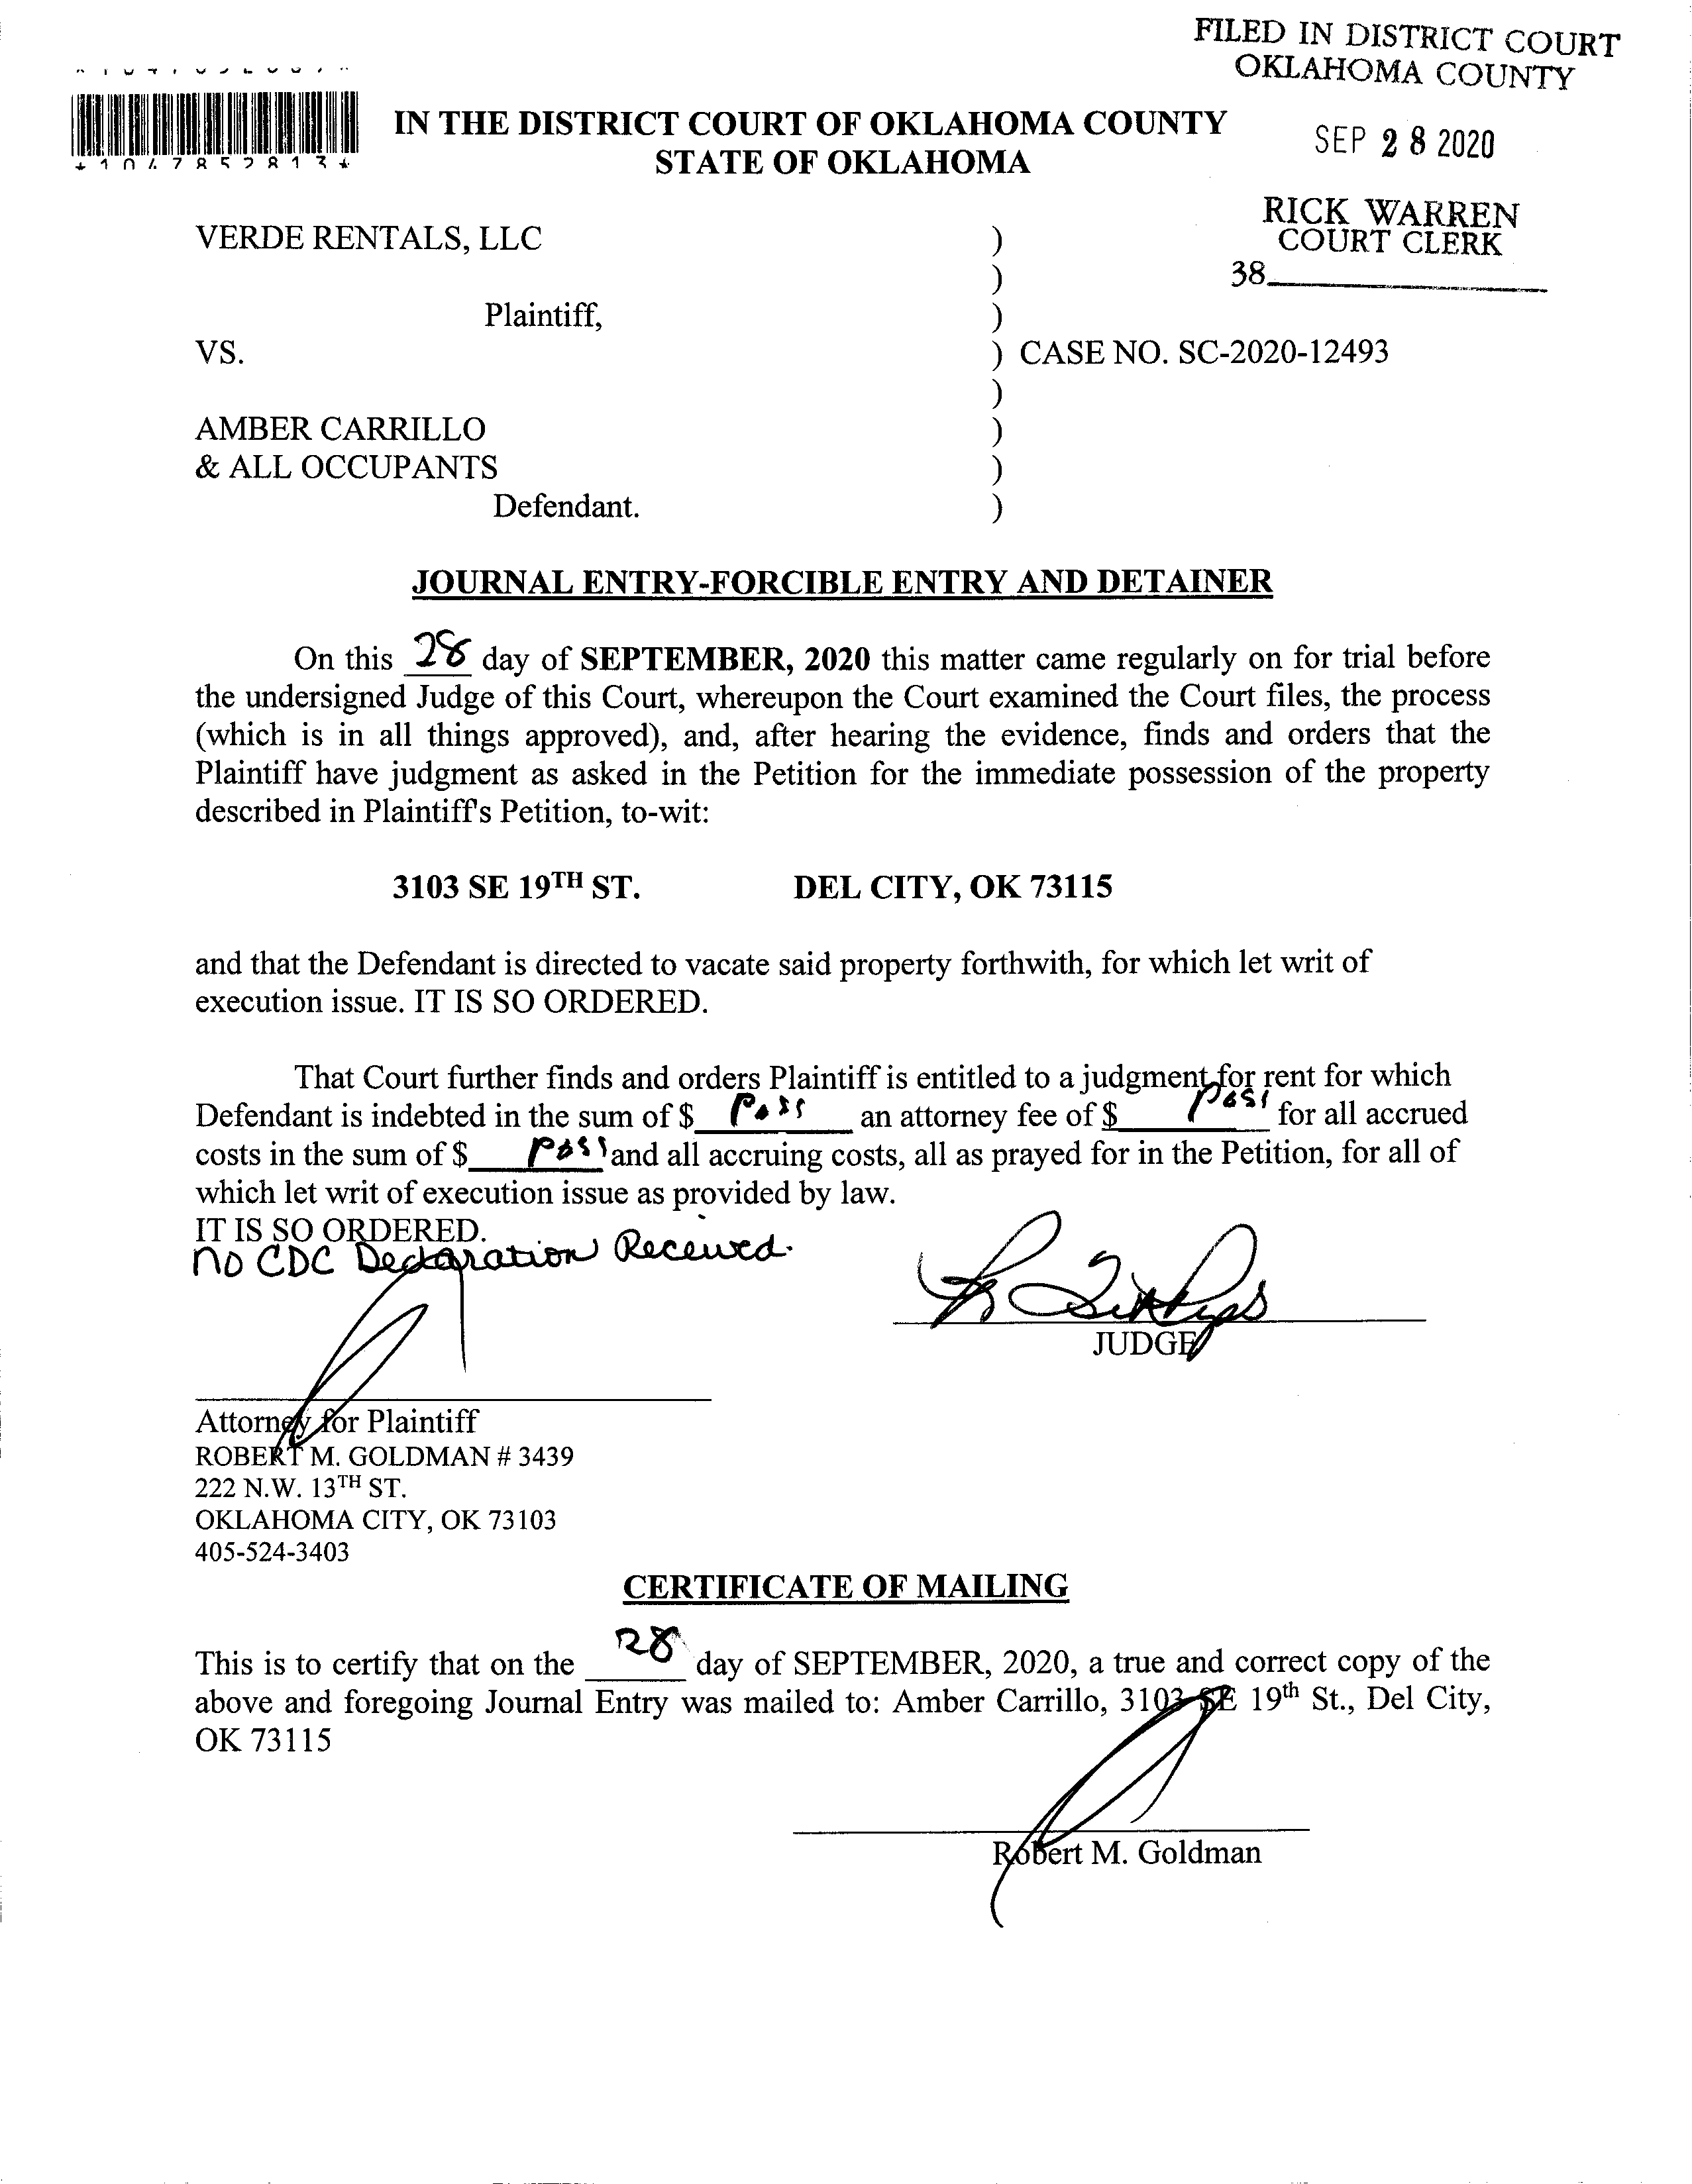 FILED IN DISTRICT COURT
OKLAHOMA COUNTY
IN THE DISTRICT COURT OF OKLAHOMA COUNTY
STATE OF OKLAHOMA
SEP 28 2020
*1047852813*
RICK WARREN
COURT CLERK
38
VERDE RENTALS, LLC )
)
Plaintiff, )
VS. ) CASE NO. SC-2020-12493
)
AMBER CARRILLO )
& ALL OCCUPANTS )
Defendant. )
JOURNAL ENTRY-FORCIBLE ENTRY AND DETAINER
On this 28 day of SEPTEMBER, 2020 this matter came regularly on for trial before
the undersigned Judge of this Court, whereupon the Court examined the Court files, the process
(which is in all things approved), and, after hearing the evidence, finds and orders that the
Plaintiff have judgment as asked in the Petition for the immediate possession of the property
described in Plaintiff's Petition, to-wit:
3103 SE 19TH ST. DEL CITY, OK 73115
and that the Defendant is directed to vacate said property forthwith, for which let writ of
execution issue. IT IS SO ORDERED.
That Court further finds and orders Plaintiff is entitled to a judgment for rent for which
Defendant is indebted in the sum of $ Poss an attorney fee of $ Poss for all accrued
costs in the sum of $ Poss and all accruing costs, all as prayed for in the Petition, for all of
which let writ of execution issue as provided by law.
IT IS SO ORDERED.
no CDC Declaration Received.
JUDGE
Attorney for Plaintiff
ROBERT M. GOLDMAN # 3439
222 N.W. 13TH ST.
OKLAHOMA CITY, OK 73103
405-524-3403
CERTIFICATE OF MAILING
This is to certify that on the 28 day of SEPTEMBER, 2020, a true and correct copy of the
above and foregoing Journal Entry was mailed to: Amber Carrillo, 3103 SE 19th St., Del City,
OK 73115
Robert M. Goldman